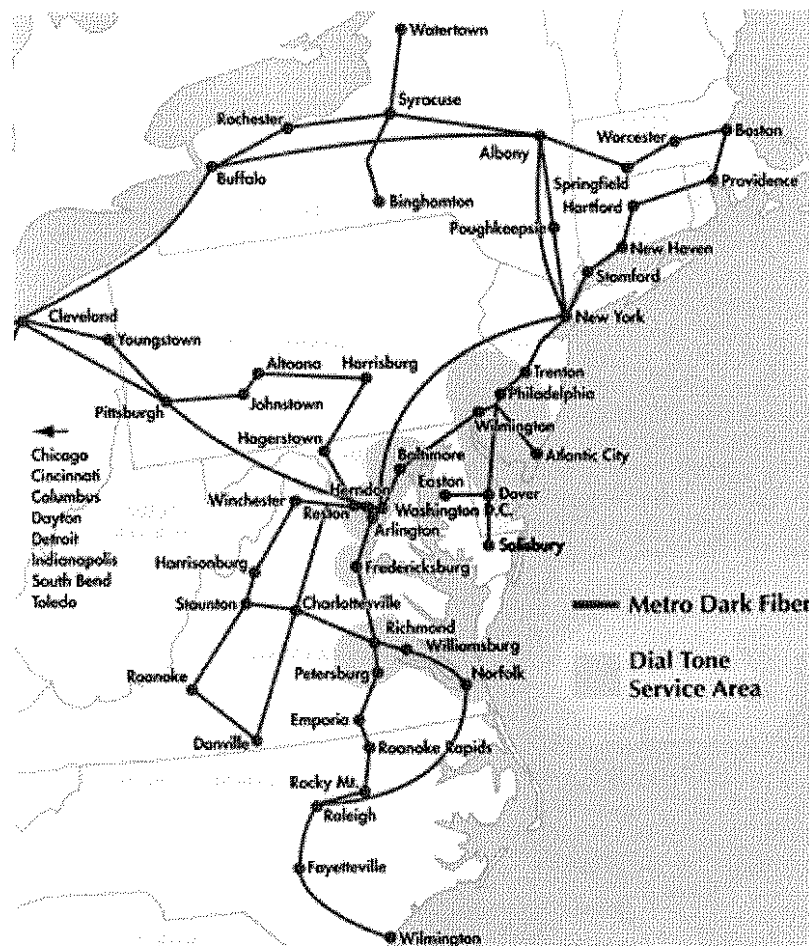 Watertown
Syracuse
Rochester
Albany
Worcester
Boston
Buffalo
Springfield
Providence
Binghamton
Hartford
Poughkeepsie
New Haven
Stamford
Cleveland
New York
Youngstown
Altoona
Harrisburg
Trenton
Pittsburgh
Johnstown
Philadelphia
Wilmington
Hagerstown
Baltimore
Atlantic City
Chicago
Cincinnati
Columbus
Dayton
Detroit
Indianapolis
South Bend
Toledo
Easton
Herndon
Dover
Winchester
Reston
Washington D.C.
Arlington
Salisbury
Harrisonburg
Fredericksburg
Staunton
Charlottesville
Metro Dark Fiber
Richmond
Williamsburg
Dial Tone
Service Area
Roanoke
Petersburg
Norfolk
Emporia
Danville
Roanoke Rapids
Rocky Mt.
Raleigh
Fayetteville
Wilmington